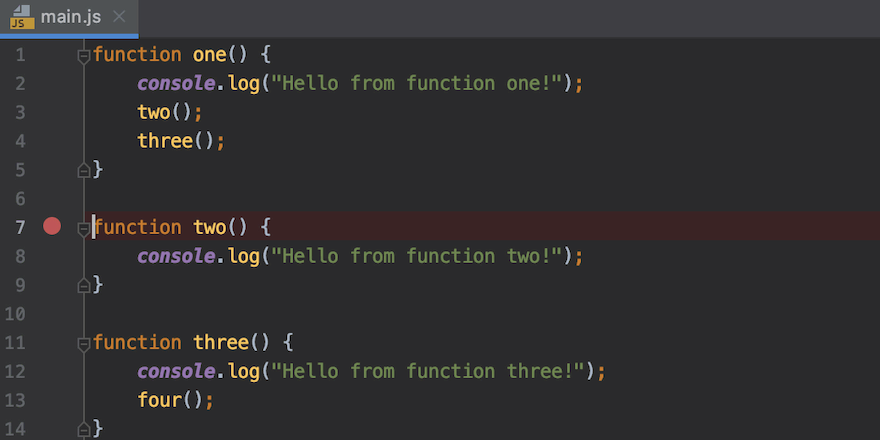 JS main.js
1 function one() {
2 console.log("Hello from function one!");
3 two();
4 three();
5 }
6
7 function two() {
8 console.log("Hello from function two!");
9 }
10
11 function three() {
12 console.log("Hello from function three!");
13 four();
14 }